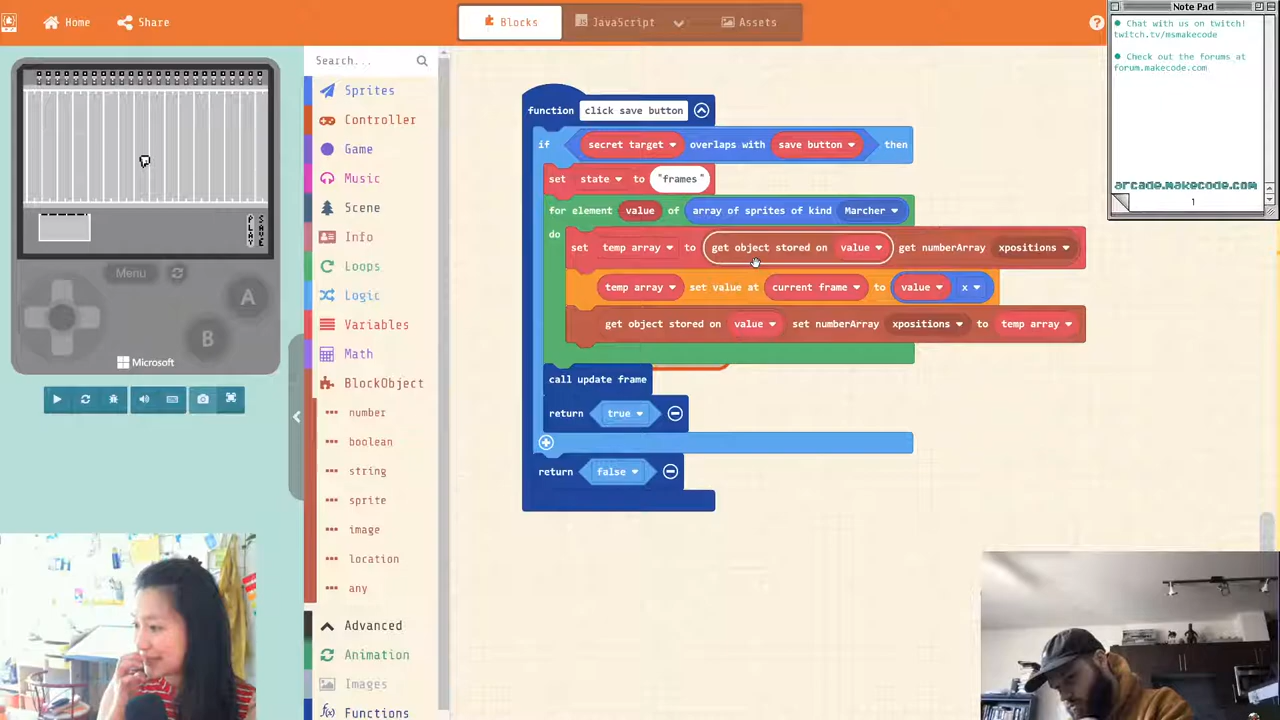 Home
Share
Blocks
JavaScript
Assets
?
Note Pad
Chat with us on twitch!
twitch.tv/msmakecode
Check out the forums at
forum.makecode.com
arcade.makecode.com
1
PLAY
SAVE
Menu
A
B
Microsoft
Search...
Sprites
Controller
Game
Music
Scene
Info
Loops
Logic
Variables
Math
BlockObject
number
boolean
string
sprite
image
location
any
Advanced
Animation
Images
Functions
function click save button
if secret target overlaps with save button then
set state to "frames"
for element value of array of sprites of kind Marcher
do set temp array to get object stored on value get numberArray xpositions
temp array set value at current frame to value x
get object stored on value set numberArray xpositions to temp array
call update frame
return true
return false